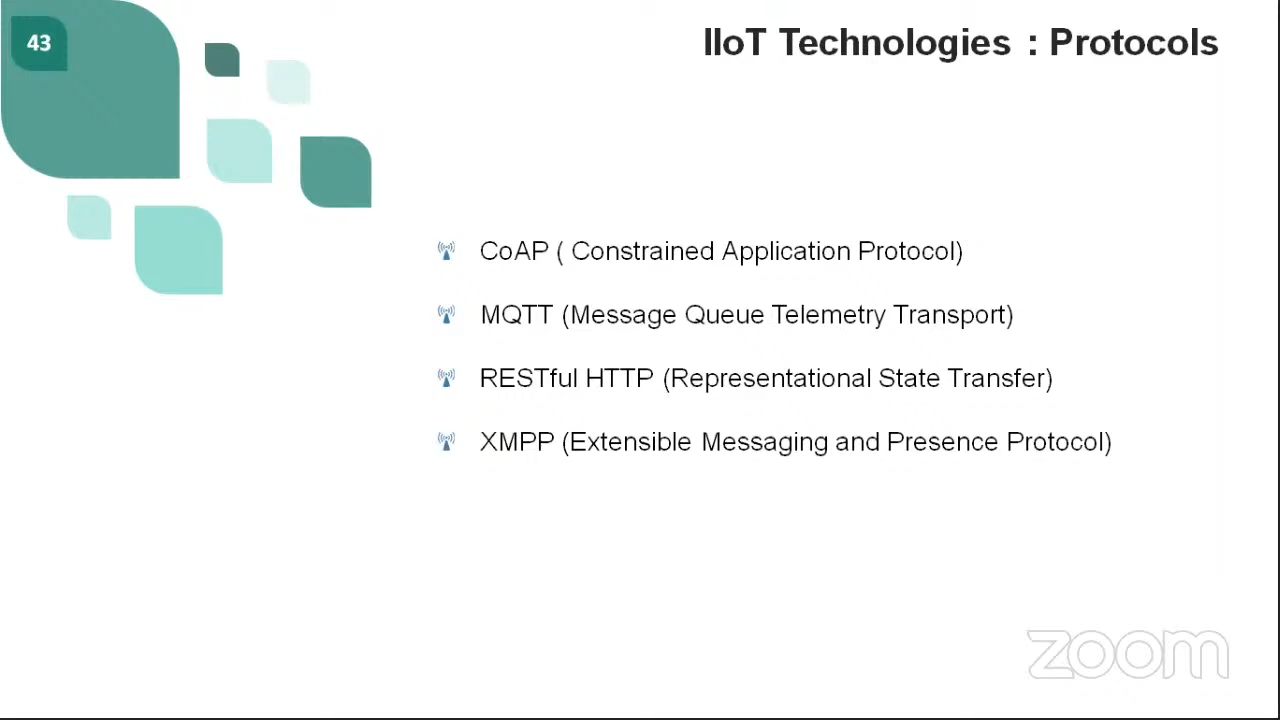 43
IIoT Technologies : Protocols
CoAP ( Constrained Application Protocol)
MQTT (Message Queue Telemetry Transport)
RESTful HTTP (Representational State Transfer)
XMPP (Extensible Messaging and Presence Protocol)
zoom